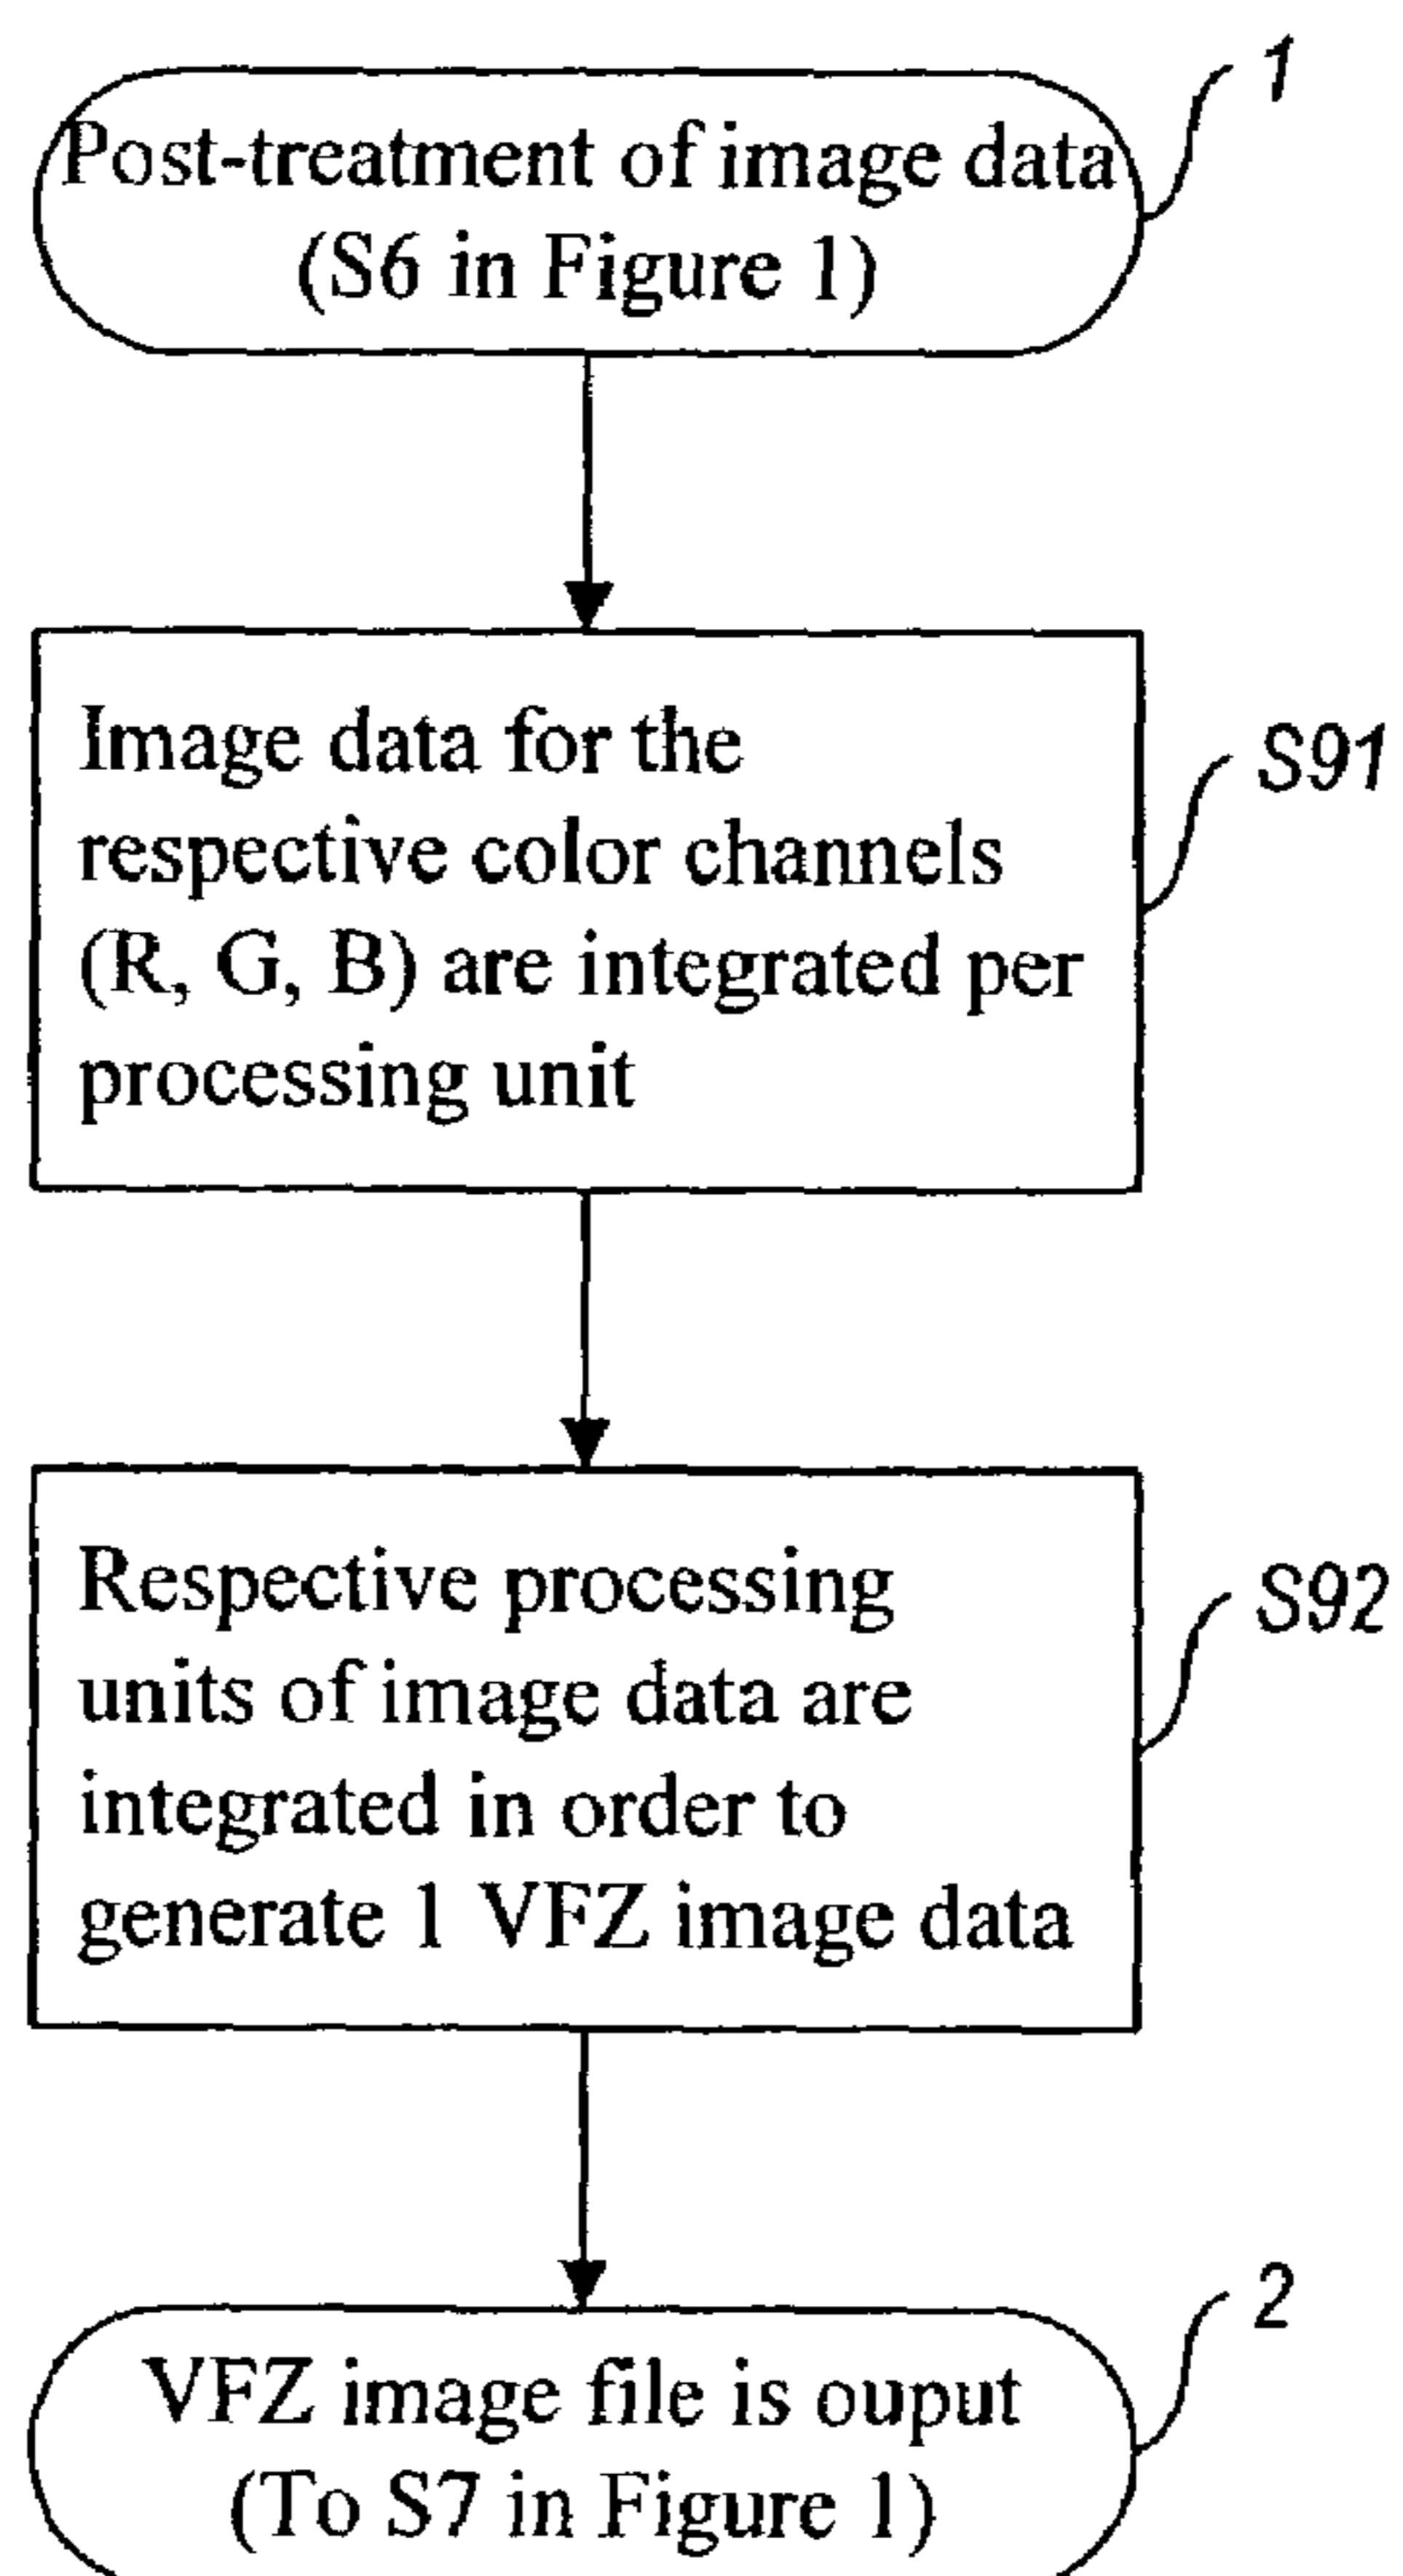 1
Post-treatment of image data
(S6 in Figure 1)
Image data for the
respective color channels
(R, G, B) are integrated per
processing unit
S91
Respective processing
units of image data are
integrated in order to
generate 1 VFZ image data
S92
2
VFZ image file is ouput
(To S7 in Figure 1)